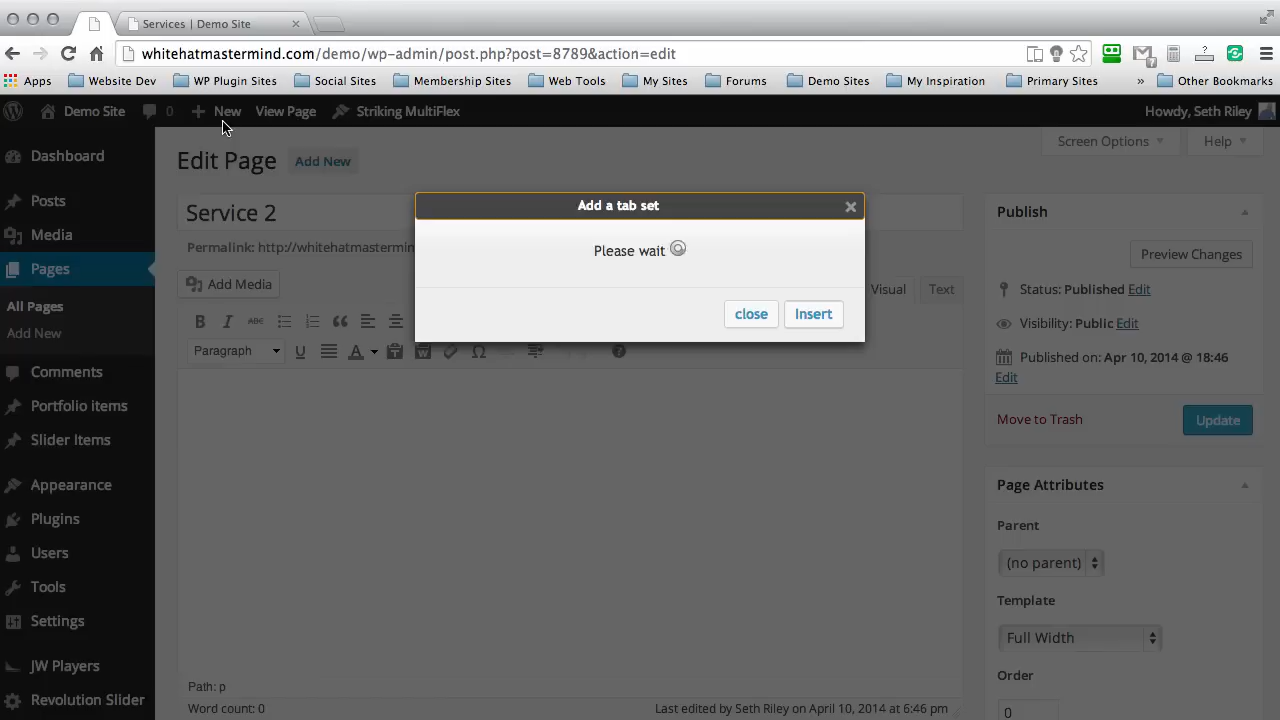 Services | Demo Site
whitehatmastermind.com/demo/wp-admin/post.php?post=8789&action=edit
Apps Website Dev WP Plugin Sites Social Sites Membership Sites Web Tools My Sites Forums Demo Sites My Inspiration Primary Sites » Other Bookmarks
Demo Site 0 New View Page Striking MultiFlex Howdy, Seth Riley
Screen Options Help
Edit Page Add New
Dashboard
Posts
Media
Pages
All Pages
Add New
Comments
Portfolio items
Slider Items
Appearance
Plugins
Users
Tools
Settings
JW Players
Revolution Slider
Service 2
Permalink: http://whitehatmastermin
Add Media
Visual Text
ABC
Paragraph
Add a tab set
Please wait
close Insert
Path: p
Word count: 0 Last edited by Seth Riley on April 10, 2014 at 6:46 pm
Publish
Preview Changes
Status: Published Edit
Visibility: Public Edit
Published on: Apr 10, 2014 @ 18:46
Edit
Move to Trash Update
Page Attributes
Parent
(no parent)
Template
Full Width
Order
0